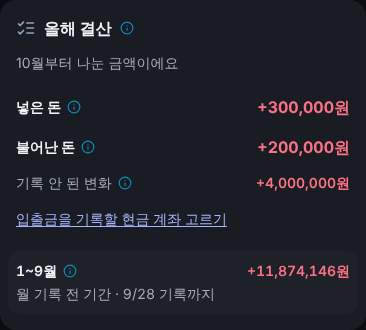 올해 결산
10월부터 나눈 금액이에요
넣은 돈 +300,000원
불어난 돈 +200,000원
기록 안 된 변화 +4,000,000원
입출금을 기록할 현금 계좌 고르기
1~9월 +11,874,146원
월 기록 전 기간 · 9/28 기록까지